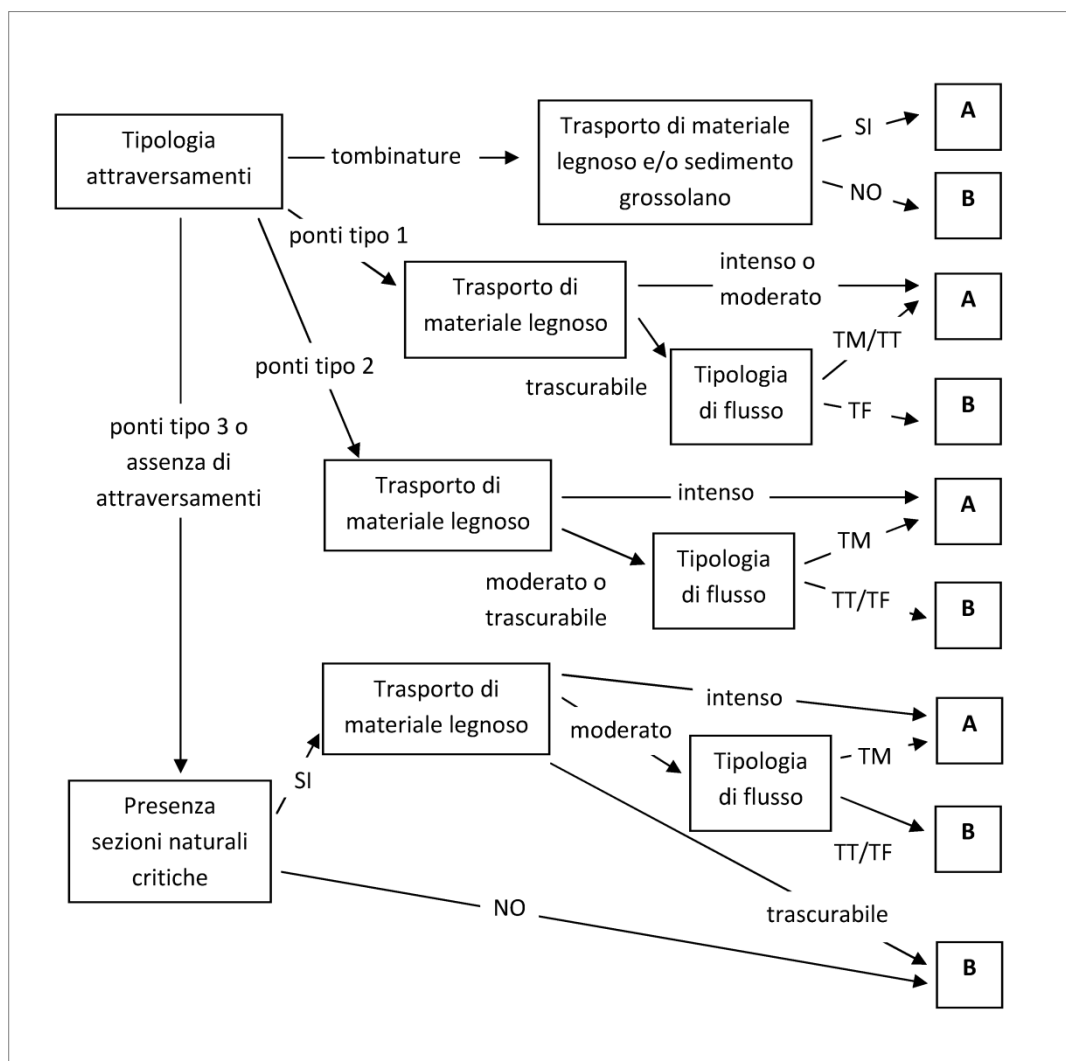 Tipologia
attraversamenti
tombinature
Trasporto di materiale
legnoso e/o sedimento
grossolano
SI
A
NO
B
ponti tipo 1
Trasporto di
materiale legnoso
intenso o
moderato
A
trascurabile
Tipologia
di flusso
TM/TT
TF
B
ponti tipo 2
Trasporto di
materiale legnoso
intenso
A
moderato o
trascurabile
Tipologia
di flusso
TM
TT/TF
B
ponti tipo 3 o
assenza di
attraversamenti
Presenza
sezioni naturali
critiche
SI
Trasporto di
materiale legnoso
intenso
A
moderato
Tipologia
di flusso
TM
TT/TF
B
trascurabile
NO
B